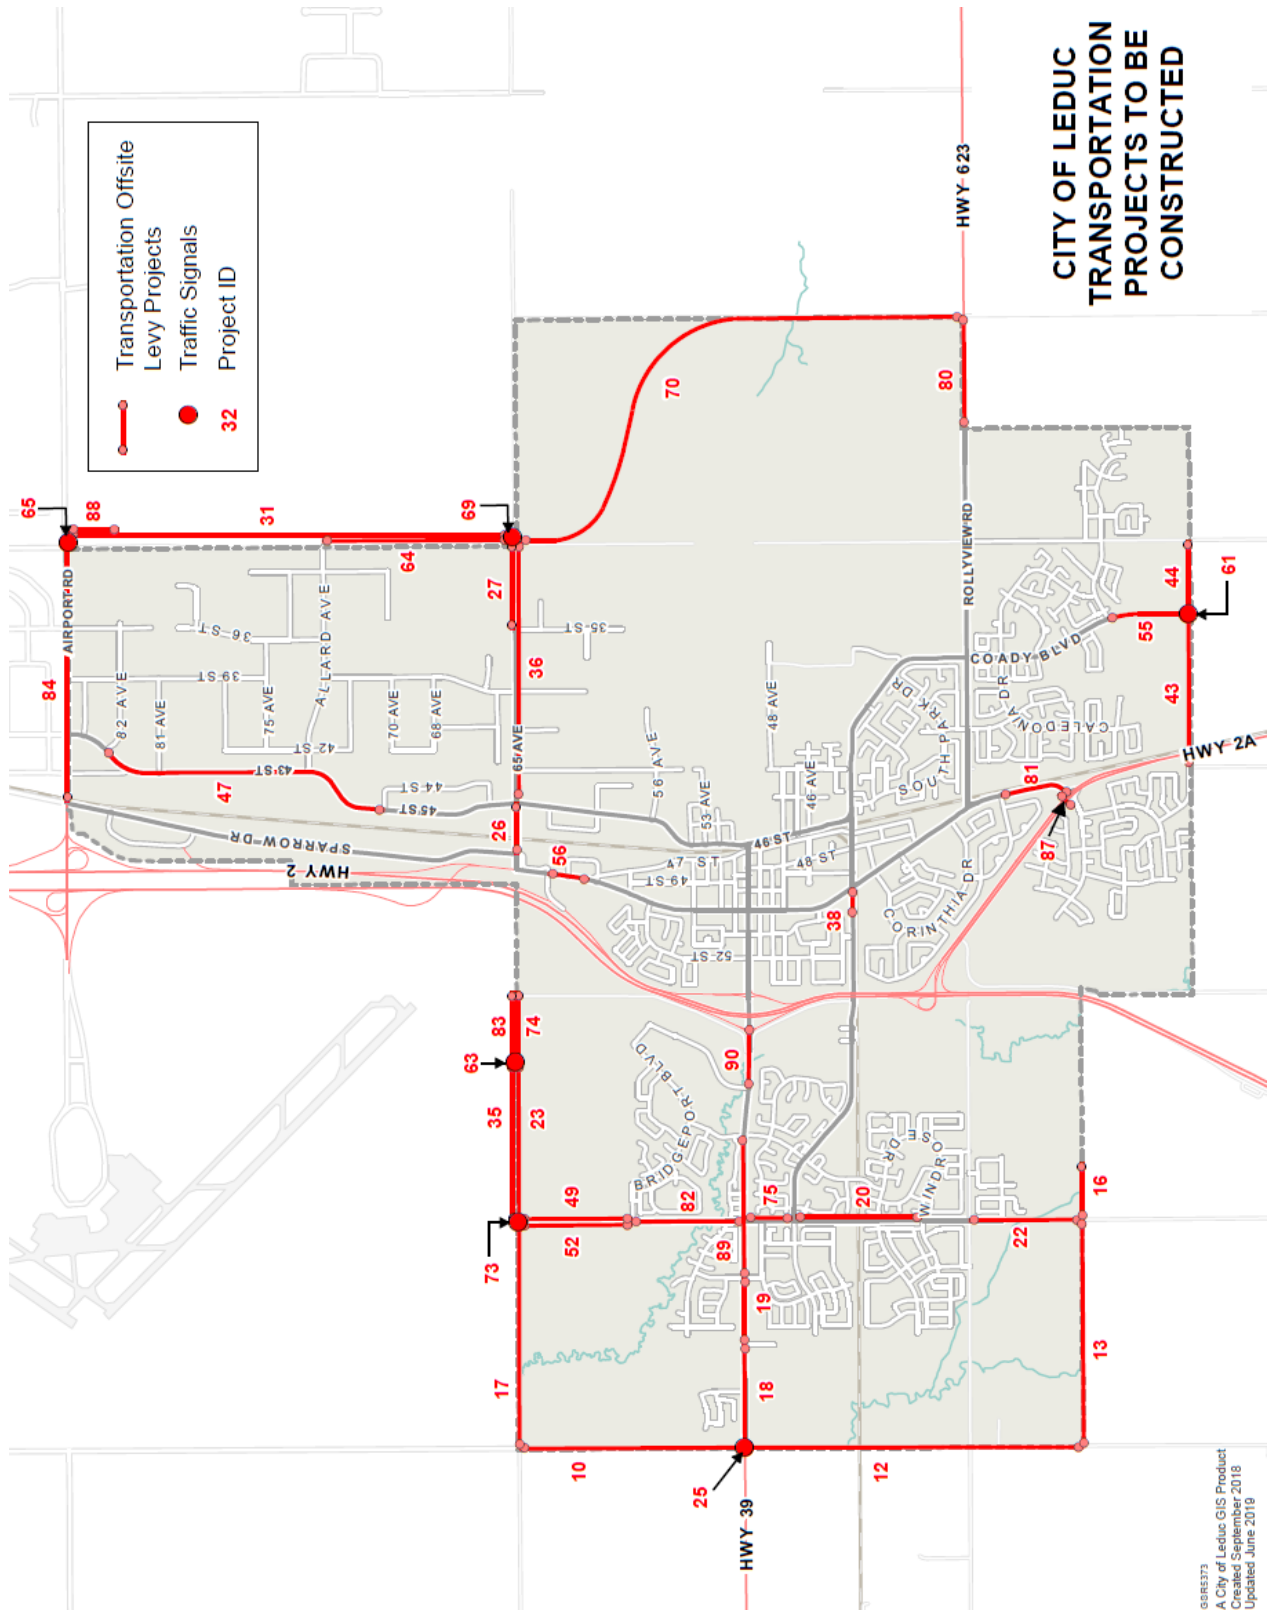 CITY OF LEDUC
TRANSPORTATION
PROJECTS TO BE
CONSTRUCTED
Transportation Offsite
Levy Projects
Traffic Signals
32
Project ID
65
88
31
69
64
27
36
84
47
26
56
70
80
44
61
55
43
81
87
38
63
83
74
35
23
90
49
52
82
73
75
20
89
22
16
17
19
18
13
10
12
25
AIRPORT RD
82 AVE
81 AVE
36 ST
39 ST
75 AVE
ALLARD AVE
42 ST
43 ST
70 AVE
68 AVE
44 ST
45 ST
65 AVE
35 ST
SPARROW DR
HWY 2
56 AVE
53 AVE
48 AVE
46 AVE
46 ST
47 ST
48 ST
49 ST
52 ST
SOUTHPARK DR
ROLLYVIEW RD
HWY 623
COADY BLVD
CALEDONIA DR
HWY 2A
CORINTHIA DR
BRIDGEPORT BLVD
WINDROSE DR
HWY 39
GSR5373
A City of Leduc GIS Product
Created September 2018
Updated June 2019